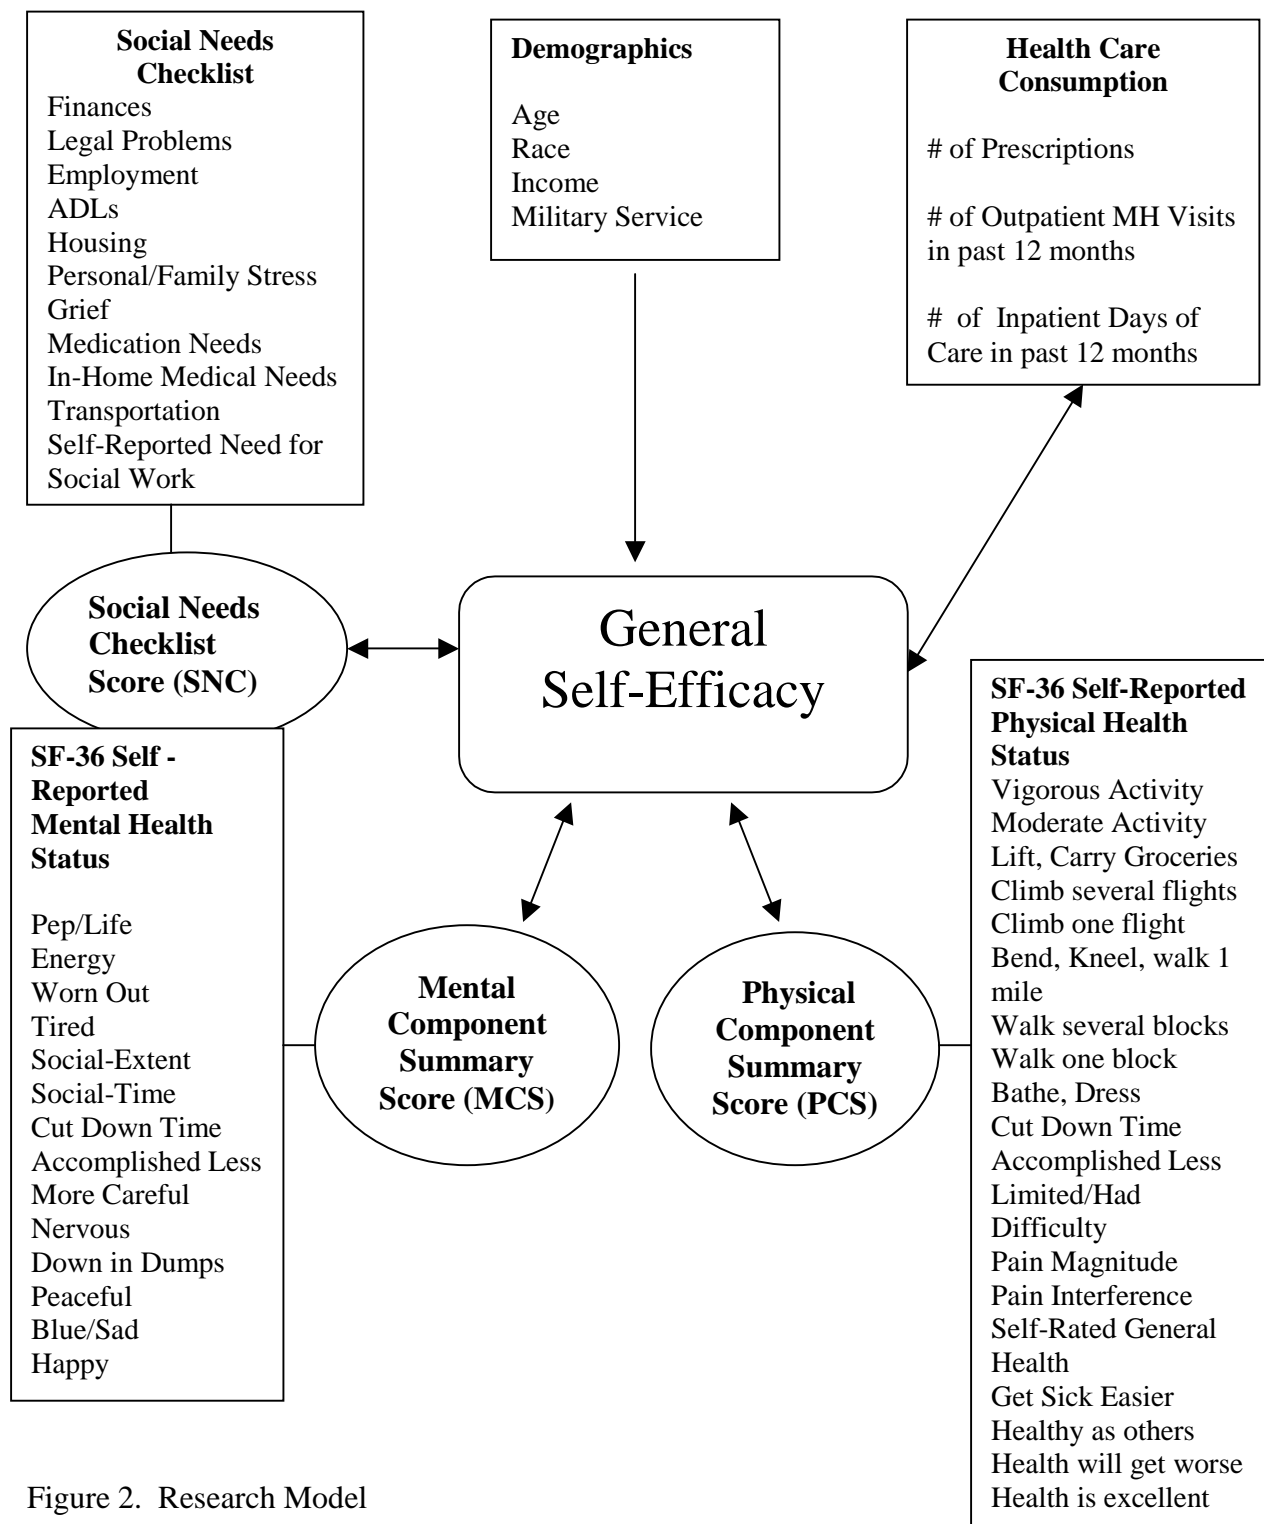 Social Needs
Checklist
Finances
Legal Problems
Employment
ADLs
Housing
Personal/Family Stress
Grief
Medication Needs
In-Home Medical Needs
Transportation
Self-Reported Need for
Social Work
Demographics
Age
Race
Income
Military Service
Health Care
Consumption
# of Prescriptions
# of Outpatient MH Visits
in past 12 months
# of Inpatient Days of
Care in past 12 months
Social Needs
Checklist
Score (SNC)
General
Self-Efficacy
SF-36 Self -
Reported
Mental Health
Status
Pep/Life
Energy
Worn Out
Tired
Social-Extent
Social-Time
Cut Down Time
Accomplished Less
More Careful
Nervous
Down in Dumps
Peaceful
Blue/Sad
Happy
Mental
Component
Summary
Score (MCS)
Physical
Component
Summary
Score (PCS)
SF-36 Self-Reported
Physical Health
Status
Vigorous Activity
Moderate Activity
Lift, Carry Groceries
Climb several flights
Climb one flight
Bend, Kneel, walk 1
mile
Walk several blocks
Walk one block
Bathe, Dress
Cut Down Time
Accomplished Less
Limited/Had
Difficulty
Pain Magnitude
Pain Interference
Self-Rated General
Health
Get Sick Easier
Healthy as others
Health will get worse
Health is excellent
Figure 2. Research Model